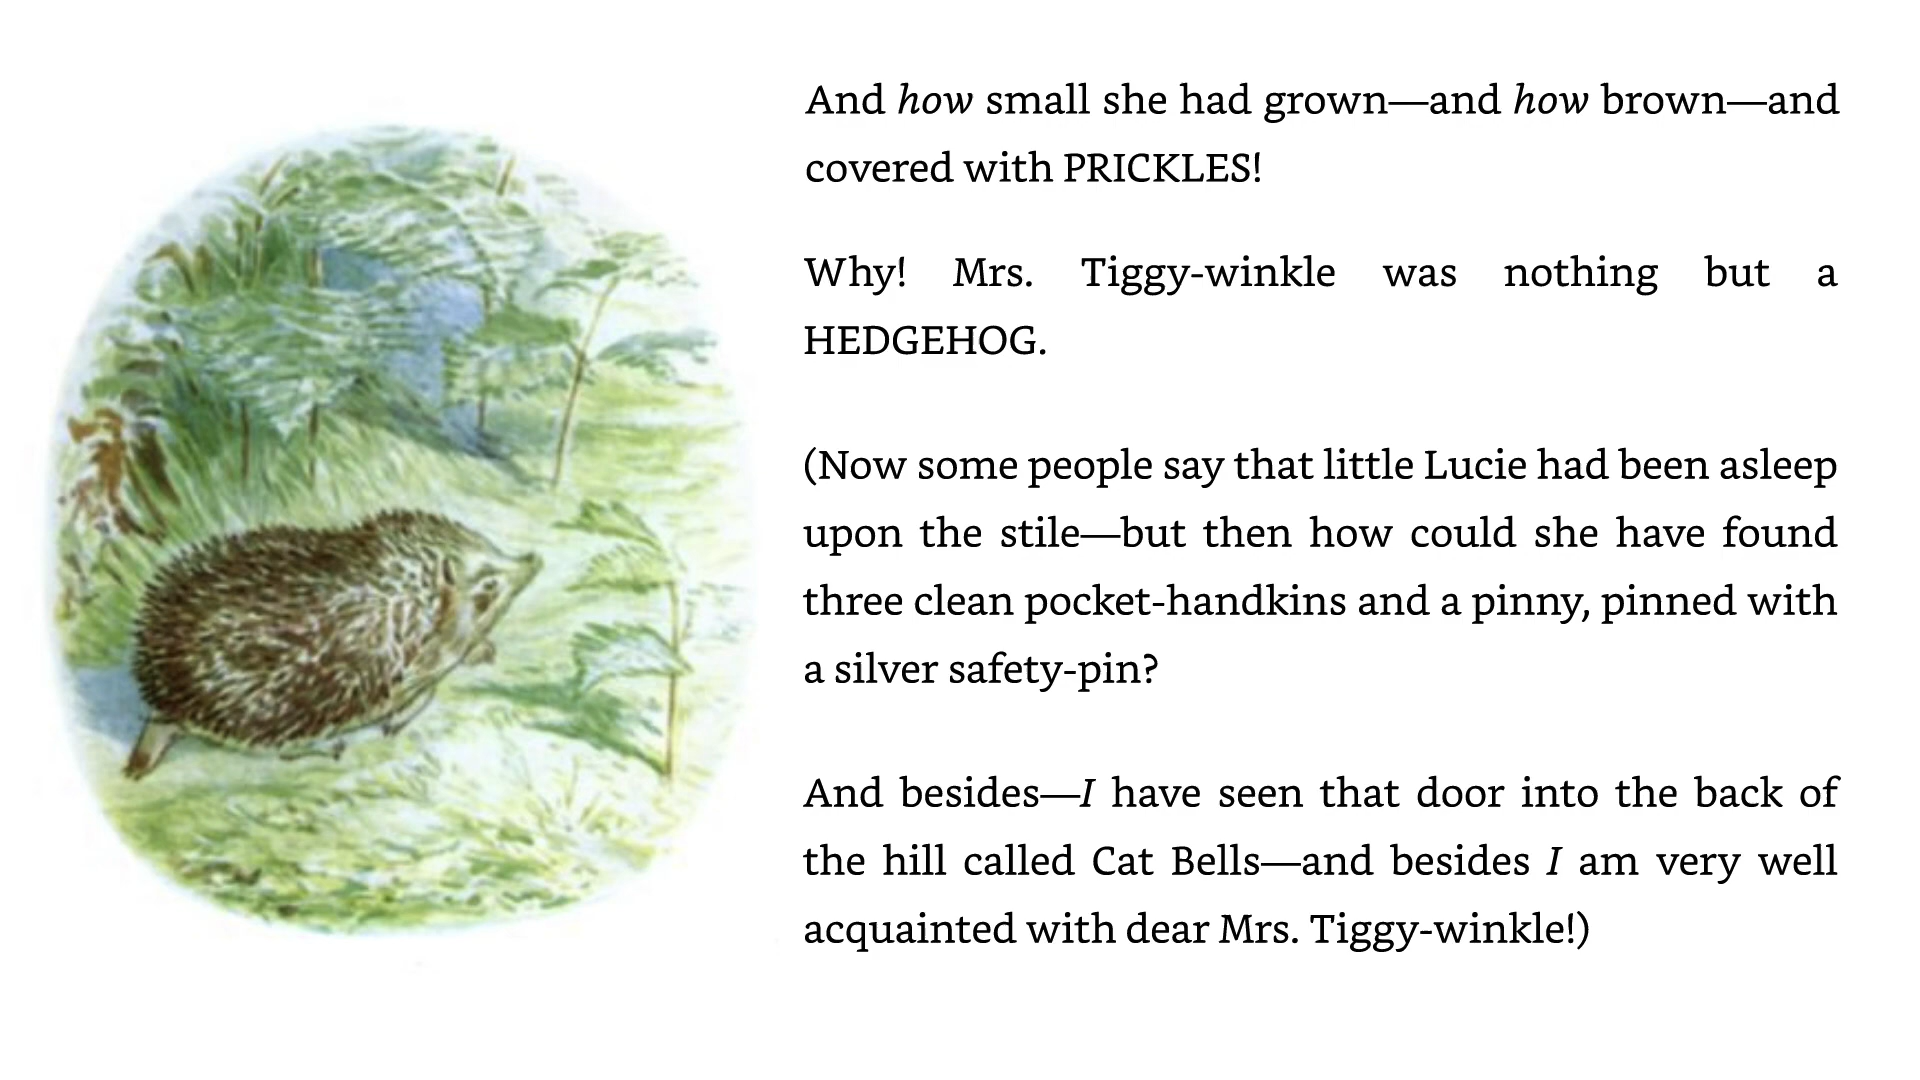 And how small she had grown—and how brown—and
covered with PRICKLES!
Why! Mrs. Tiggy-winkle was nothing but a
HEDGEHOG.
(Now some people say that little Lucie had been asleep
upon the stile—but then how could she have found
three clean pocket-handkins and a pinny, pinned with
a silver safety-pin?
And besides—I have seen that door into the back of
the hill called Cat Bells—and besides I am very well
acquainted with dear Mrs. Tiggy-winkle!)